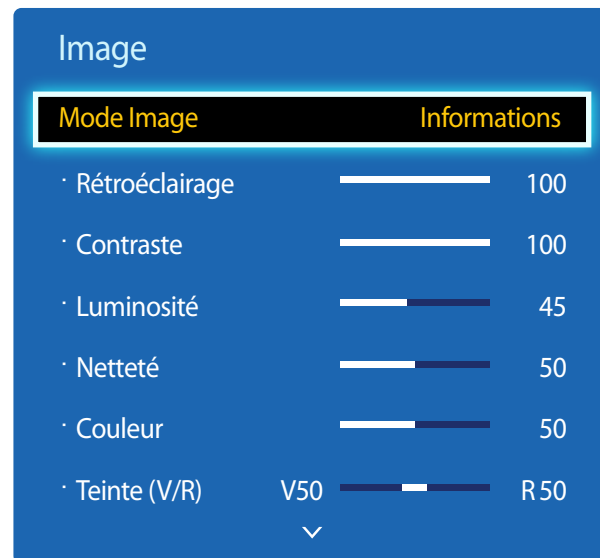 Image
Mode Image Informations
· Rétroéclairage 100
· Contraste 100
· Luminosité 45
· Netteté 50
· Couleur 50
· Teinte (V/R) V50 R50